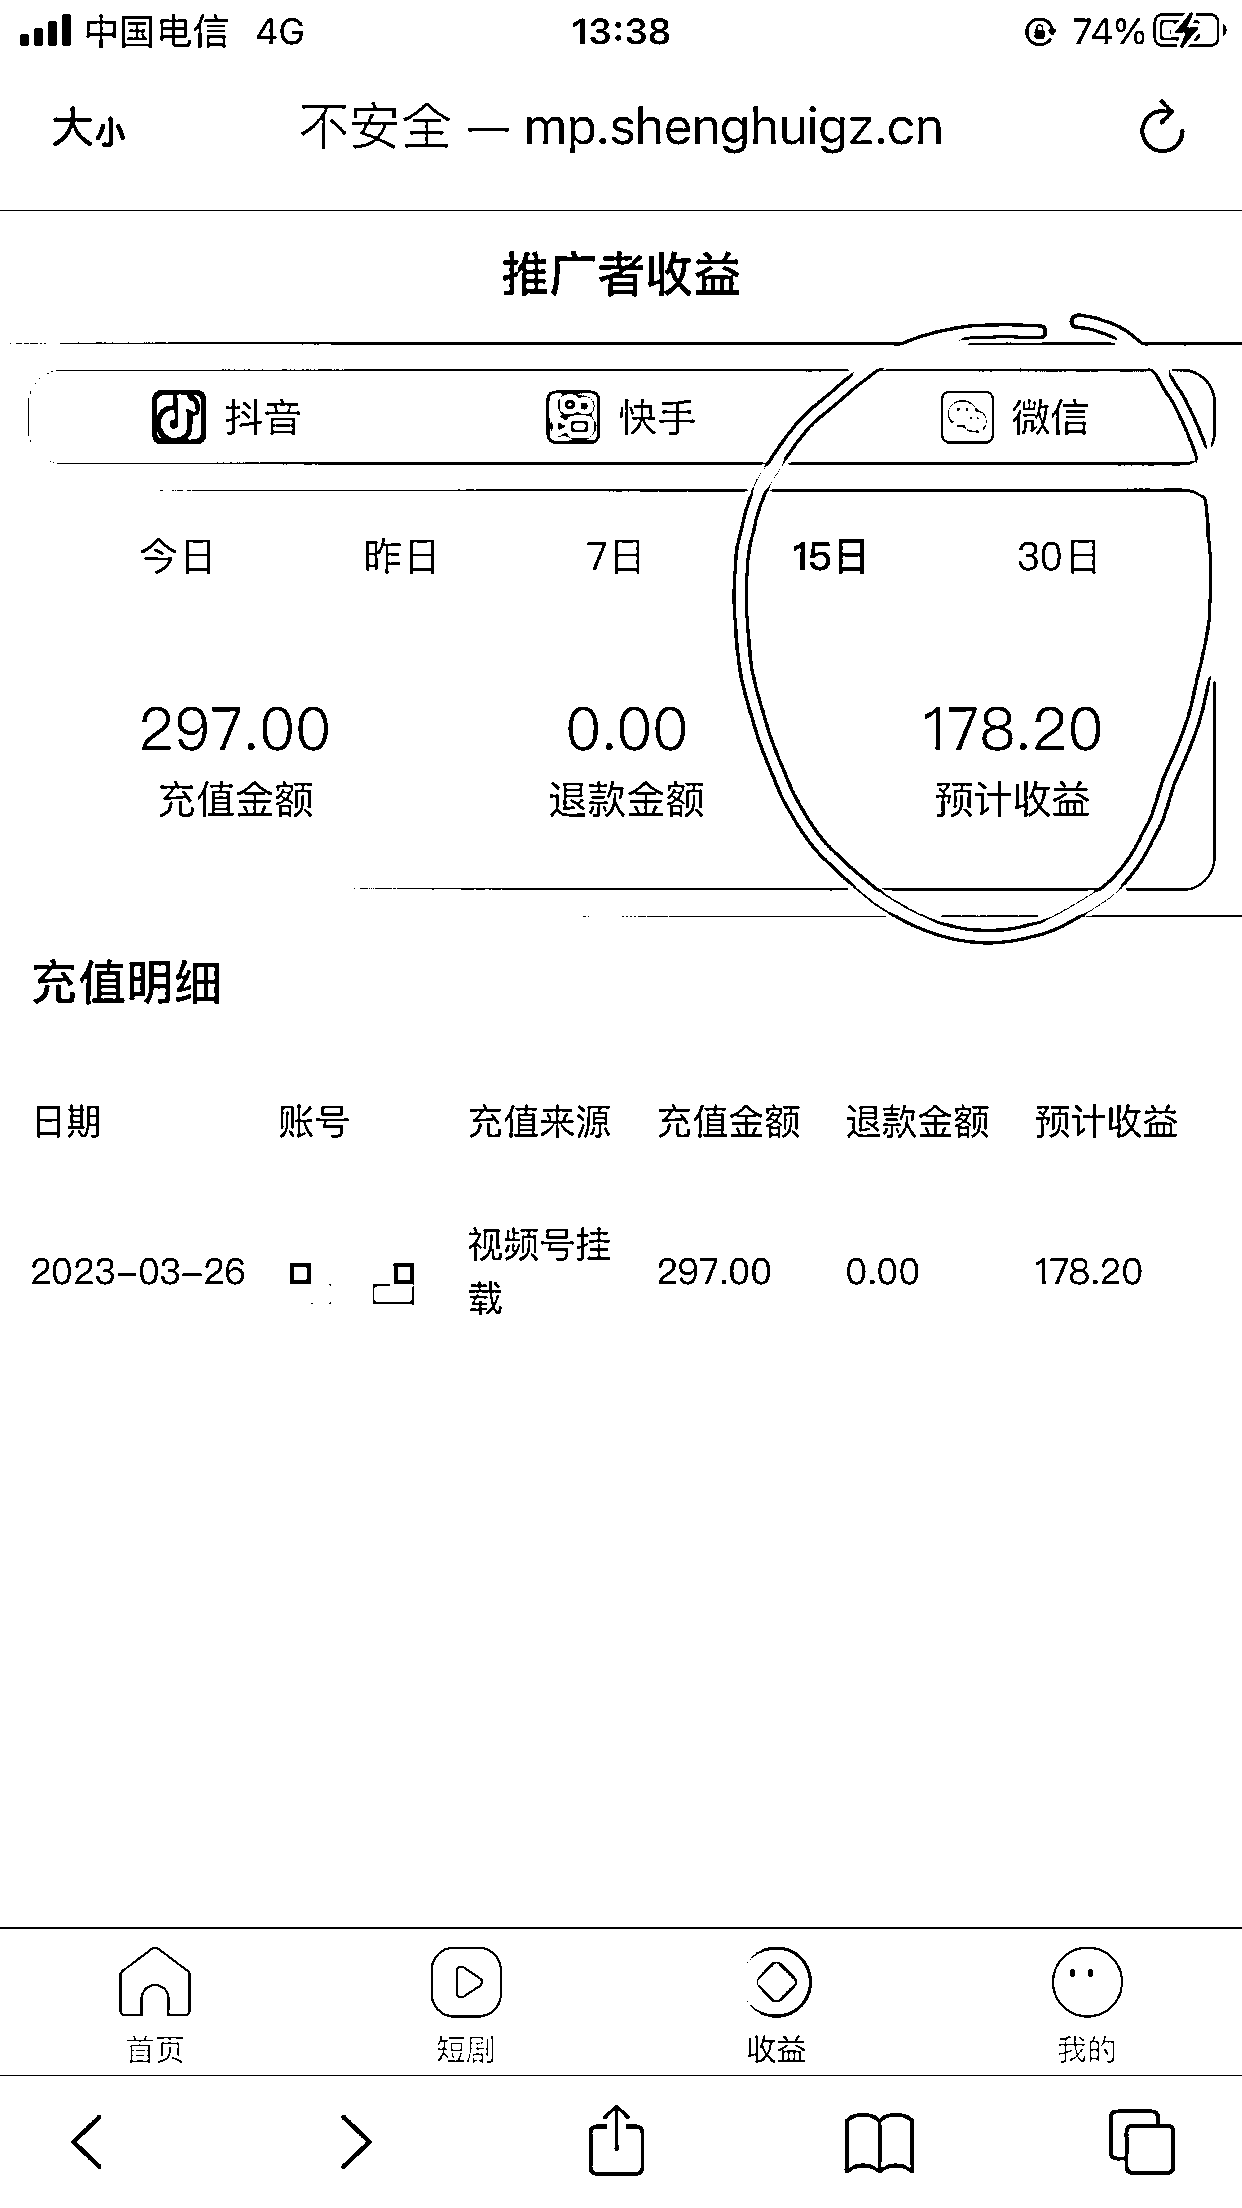 中国电信 4G 13:38 74%
大小 不安全 — mp.shenghuigz.cn
推广者收益
抖音 快手 微信
今日 昨日 7日 15日 30日
297.00 0.00 178.20
充值金额 退款金额 预计收益
充值明细
日期 账号 充值来源 充值金额 退款金额 预计收益
2023-03-26 视频号挂载 297.00 0.00 178.20
首页 短剧 收益 我的